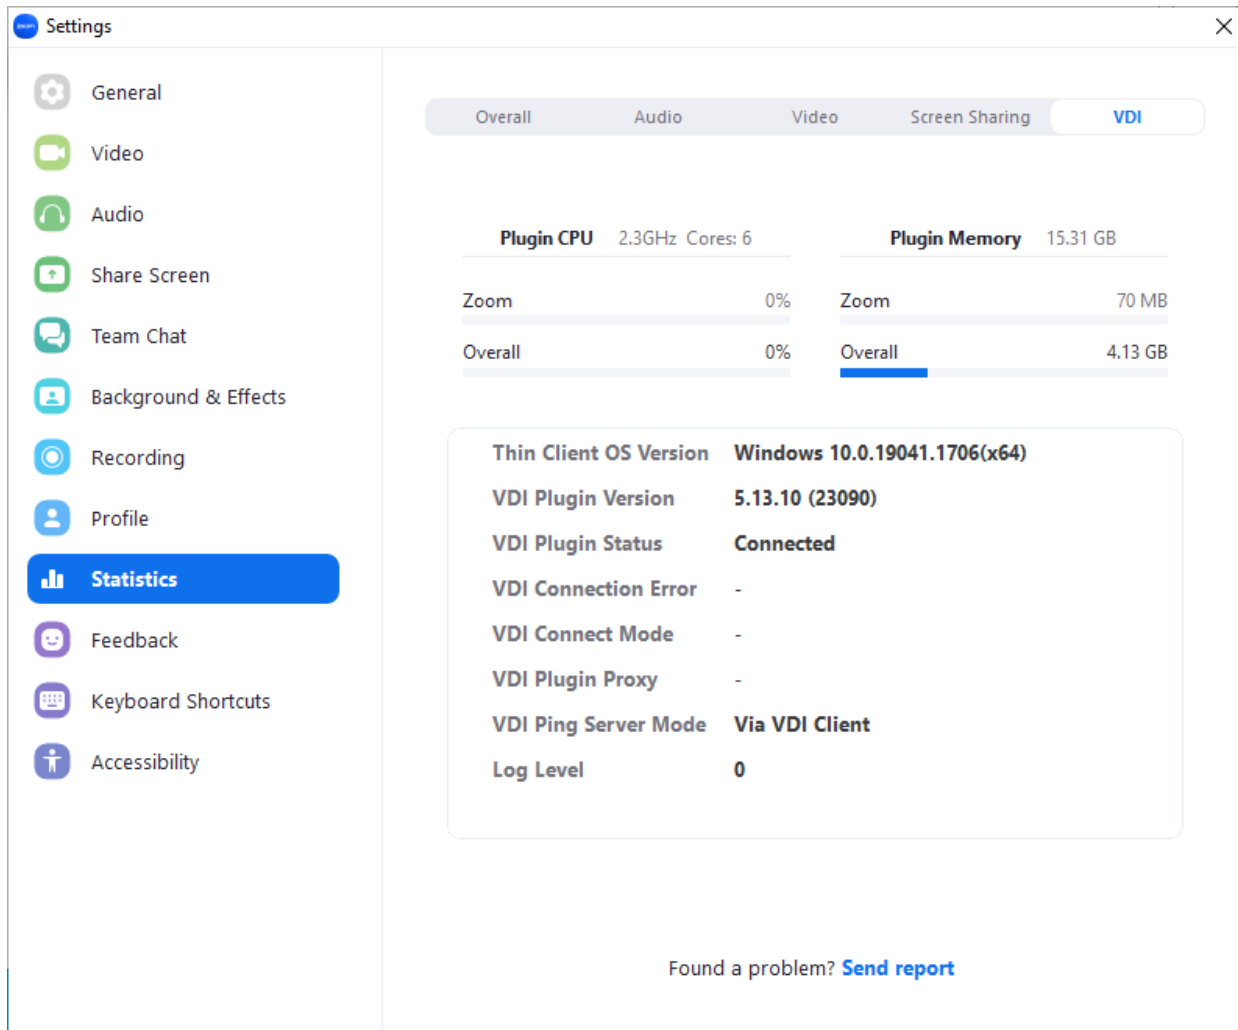 zoom Settings
General
Video
Audio
Share Screen
Team Chat
Background & Effects
Recording
Profile
Statistics
Feedback
Keyboard Shortcuts
Accessibility
Overall Audio Video Screen Sharing VDI
Plugin CPU 2.3GHz Cores: 6
Zoom 0%
Overall 0%
Plugin Memory 15.31 GB
Zoom 70 MB
Overall 4.13 GB
Thin Client OS Version Windows 10.0.19041.1706(x64)
VDI Plugin Version 5.13.10 (23090)
VDI Plugin Status Connected
VDI Connection Error -
VDI Connect Mode -
VDI Plugin Proxy -
VDI Ping Server Mode Via VDI Client
Log Level 0
Found a problem? Send report